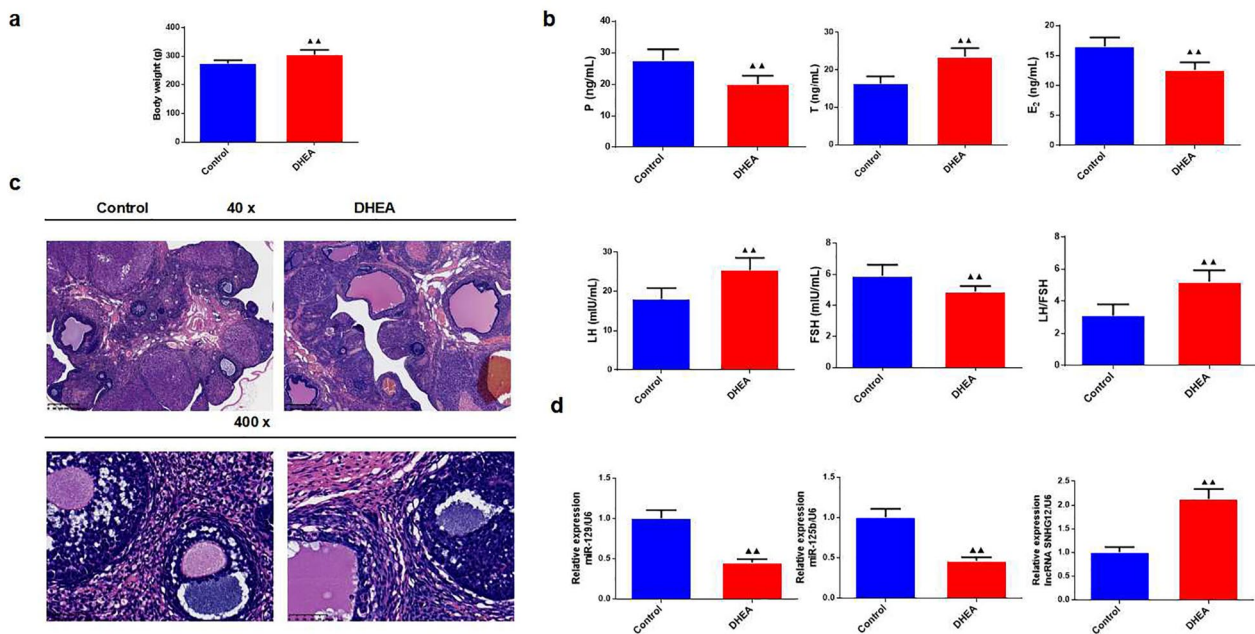 a
Body weight (g)
400
300
200
100
0
▲▲
Control
DHEA
b
P (ng/mL)
40
30
20
10
0
▲▲
Control
DHEA
T (ng/mL)
30
20
10
0
▲▲
Control
DHEA
E2 (ng/mL)
20
15
10
5
0
▲▲
Control
DHEA
c
Control 40 x DHEA
400 x
LH (mIU/mL)
30
20
10
0
▲▲
Control
DHEA
FSH (mIU/mL)
8
6
4
2
0
▲▲
Control
DHEA
LH/FSH
8
6
4
2
0
▲▲
Control
DHEA
d
Relative expression
miR-129/U6
1.5
1.0
0.5
0.0
▲▲
Control
DHEA
Relative expression
miR-125b/U6
1.5
1.0
0.5
0.0
▲▲
Control
DHEA
Relative expression
lncRNA SNHG12/U6
2.5
2.0
1.5
1.0
0.5
0.0
▲▲
Control
DHEA